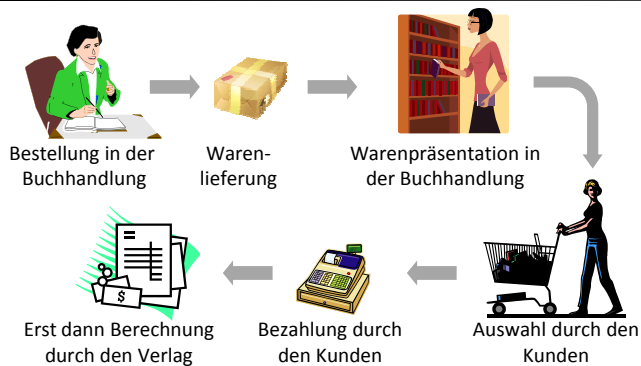 Bestellung in der
Buchhandlung
Waren-
lieferung
Warenpräsentation in
der Buchhandlung
$
Erst dann Berechnung
durch den Verlag
Bezahlung durch
den Kunden
Auswahl durch den
Kunden